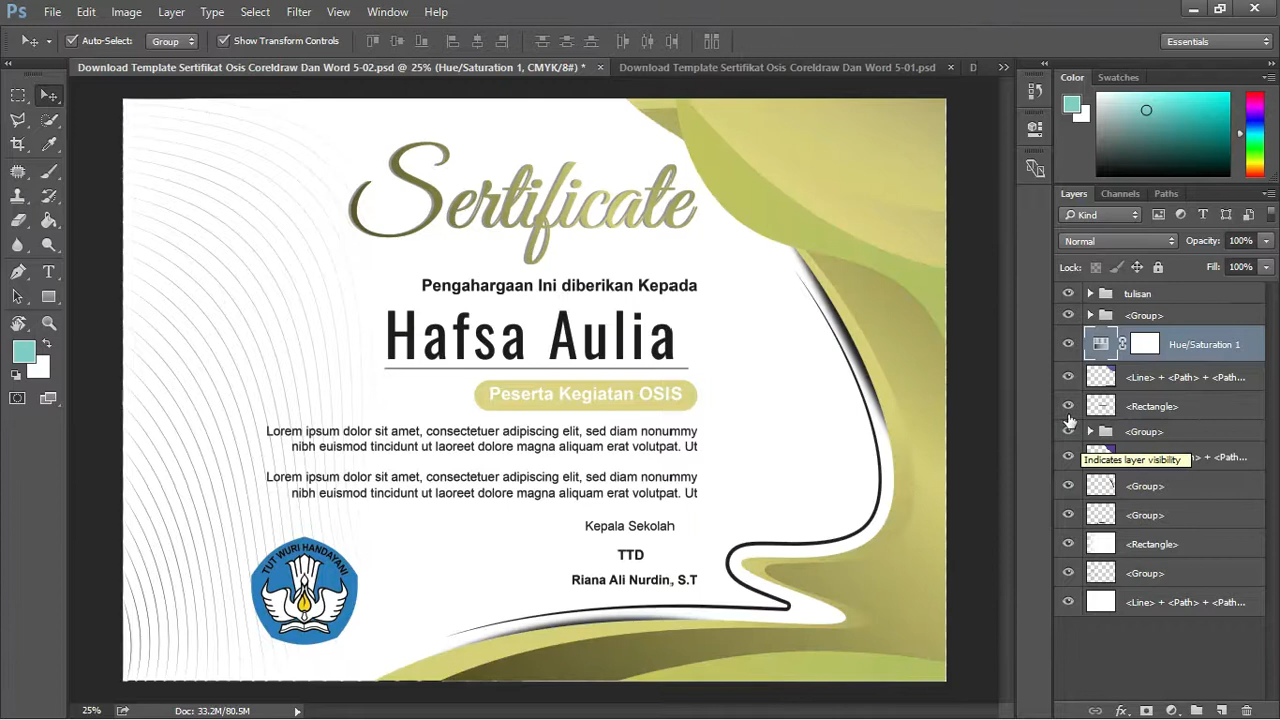 Ps File Edit Image Layer Type Select Filter View Window Help
Auto-Select: Group Show Transform Controls Essentials
Download Template Sertifikat Osis Coreldraw Dan Word 5-02.psd @ 25% (Hue/Saturation 1, CMYK/8#) * × Download Template Sertifikat Osis Coreldraw Dan Word 5-01.psd × D
Color Swatches
Sertificate
Pengahargaan Ini diberikan Kepada
Hafsa Aulia
Peserta Kegiatan OSIS
Lorem ipsum dolor sit amet, consectetuer adipiscing elit, sed diam nonummy
nibh euismod tincidunt ut laoreet dolore magna aliquam erat volutpat. Ut
Lorem ipsum dolor sit amet, consectetuer adipiscing elit, sed diam nonummy
nibh euismod tincidunt ut laoreet dolore magna aliquam erat volutpat. Ut
Kepala Sekolah
TTD
Riana Ali Nurdin, S.T
TUT WURI HANDAYANI
Layers Channels Paths
Kind
Normal Opacity: 100%
Lock: Fill: 100%
tulisan
<Group>
Hue/Saturation 1
<Line> + <Path> + <Path...
<Rectangle>
<Group>
Indicates layer visibility
> + <Path...
<Group>
<Group>
<Rectangle>
<Group>
<Line> + <Path> + <Path...
25% Doc: 33.2M/80.5M